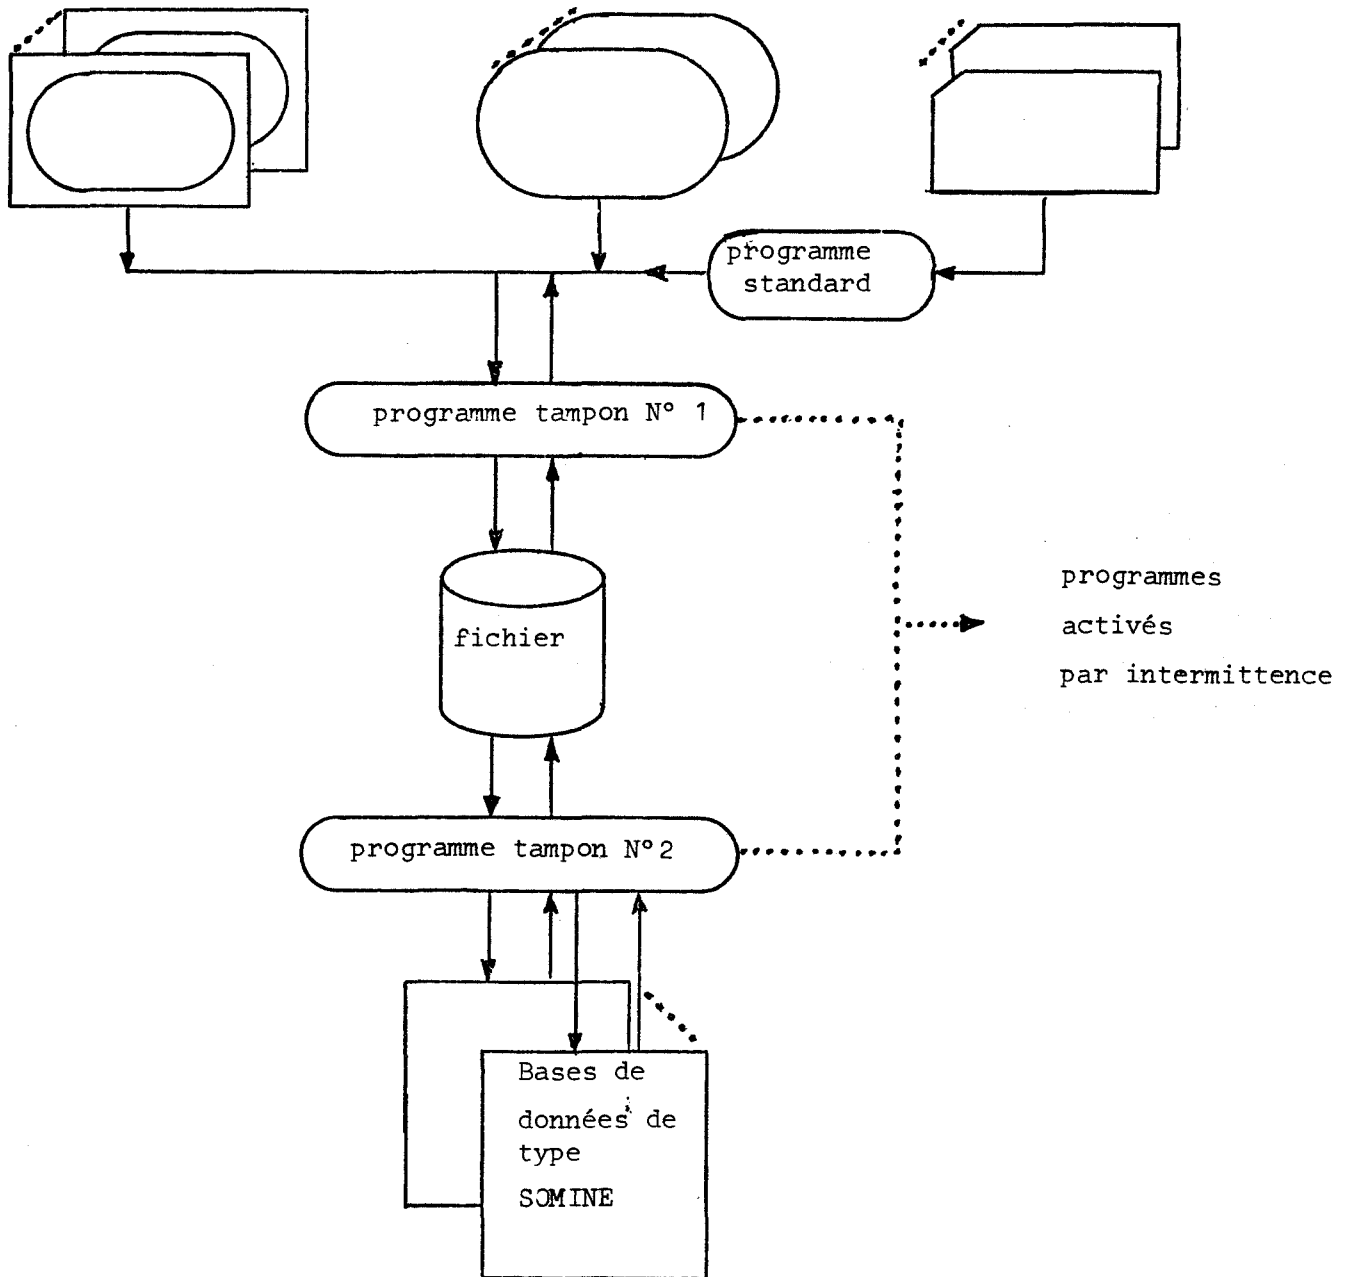 programme
standard
programme tampon N° 1
fichier
programmes
activés
par intermittence
programme tampon N°2
Bases de
données de
type
SOMINE